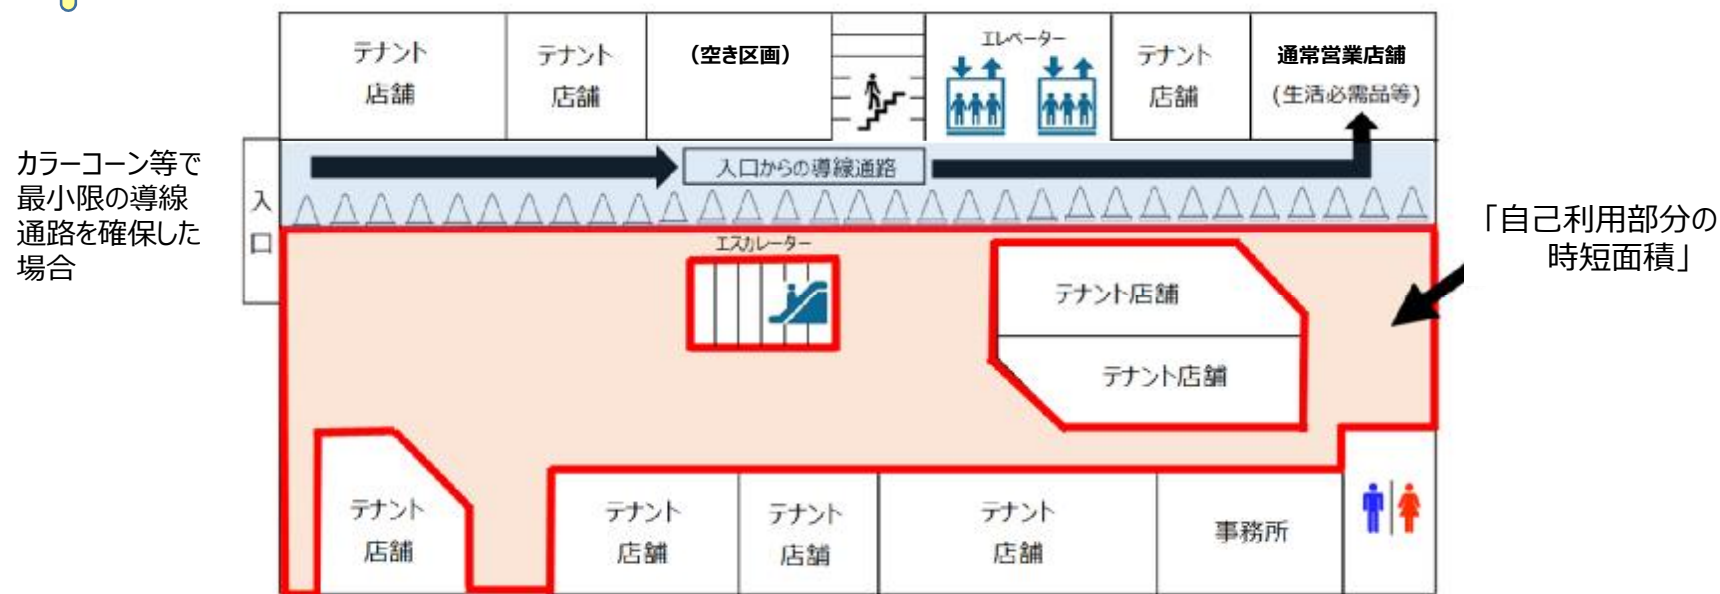 テナント
店舗
テナント
店舗
（空き区画）
エレベーター
テナント
店舗
通常営業店舗
(生活必需品等)
カラーコーン等で
最小限の導線
通路を確保した
場合
入口
入口からの導線通路
エスカレーター
テナント店舗
テナント店舗
「自己利用部分の
時短面積」
テナント
店舗
テナント
店舗
テナント
店舗
テナント
店舗
事務所